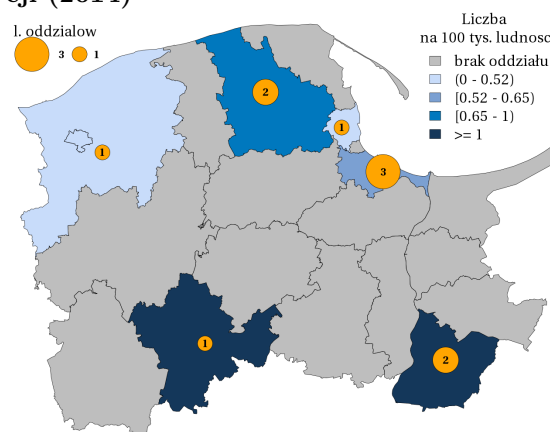 (2014)
l. oddzialow
3 1
Liczba
na 100 tys. ludnosc
brak oddziału
(0 - 0.52)
[0.52 - 0.65)
[0.65 - 1)
>= 1
2
1
1
3
1
2